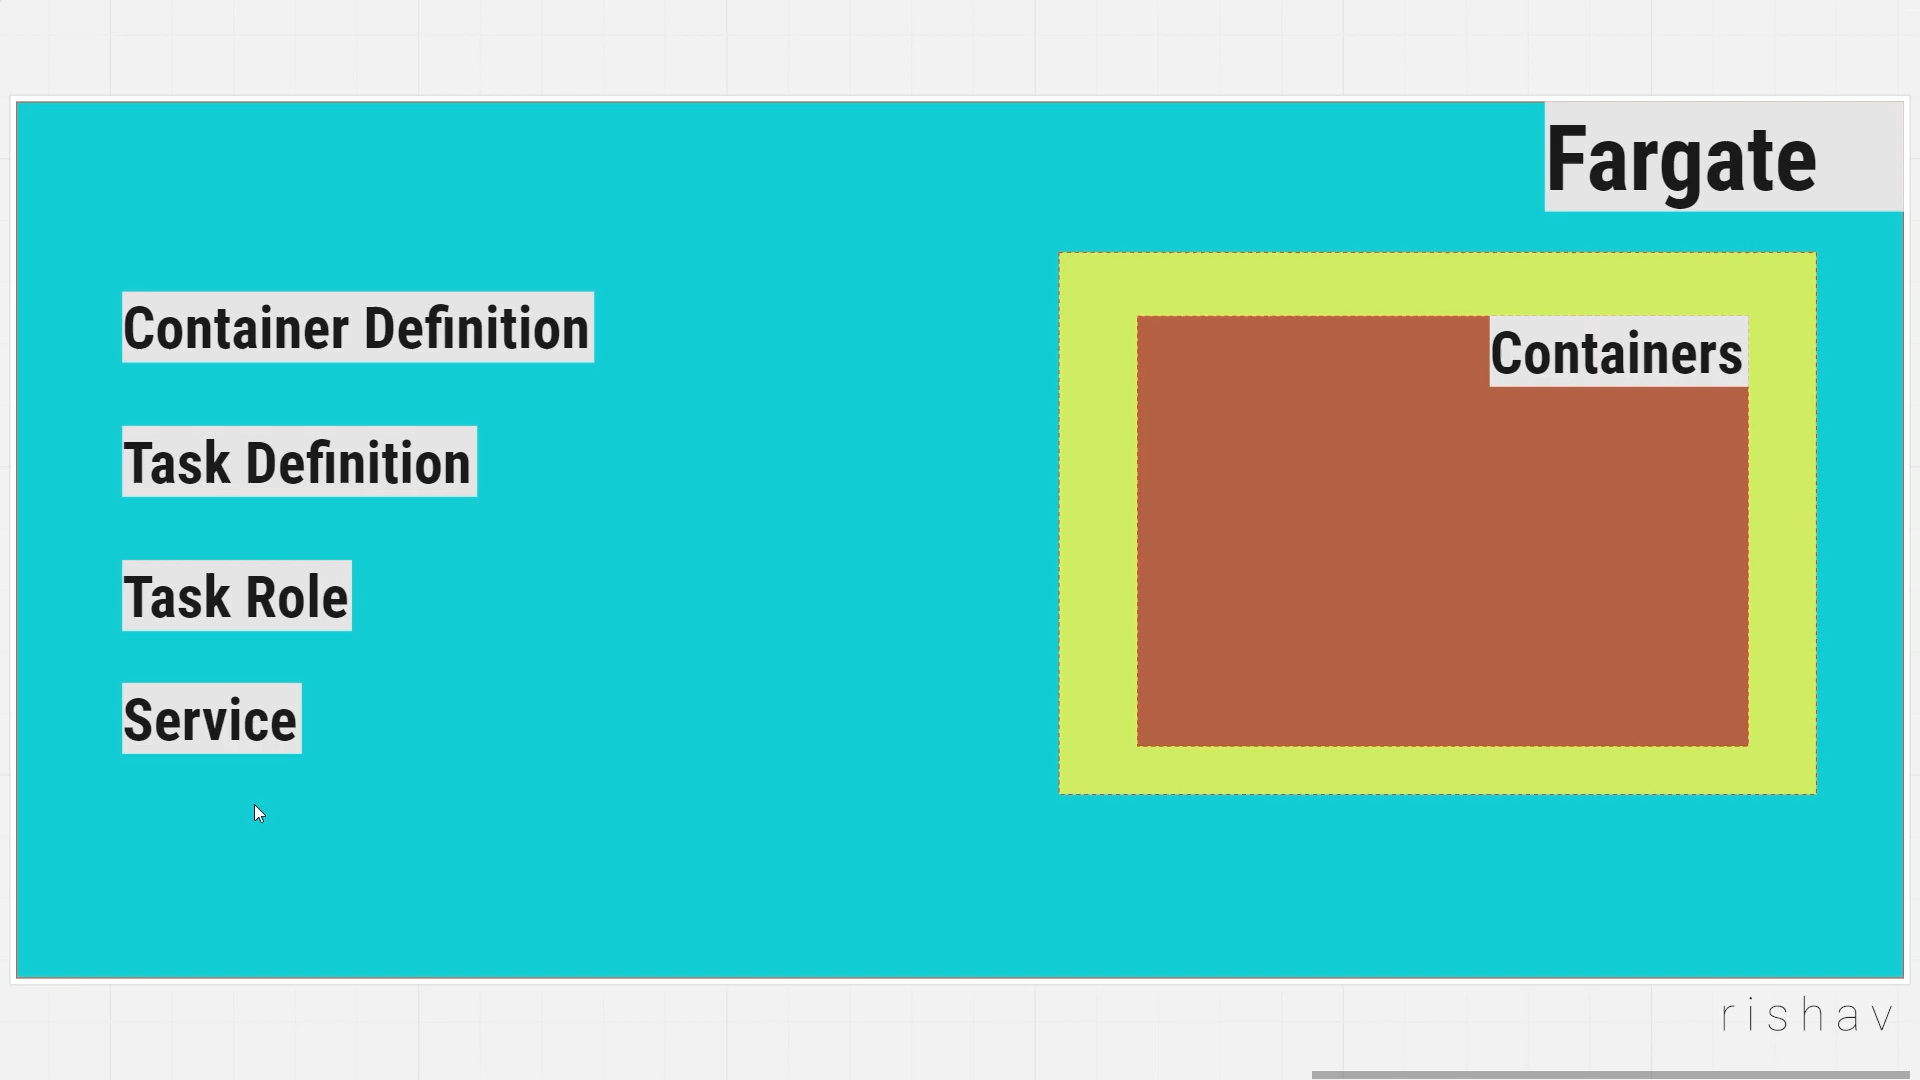 Fargate
Container Definition
Containers
Task Definition
Task Role
Service
rishav